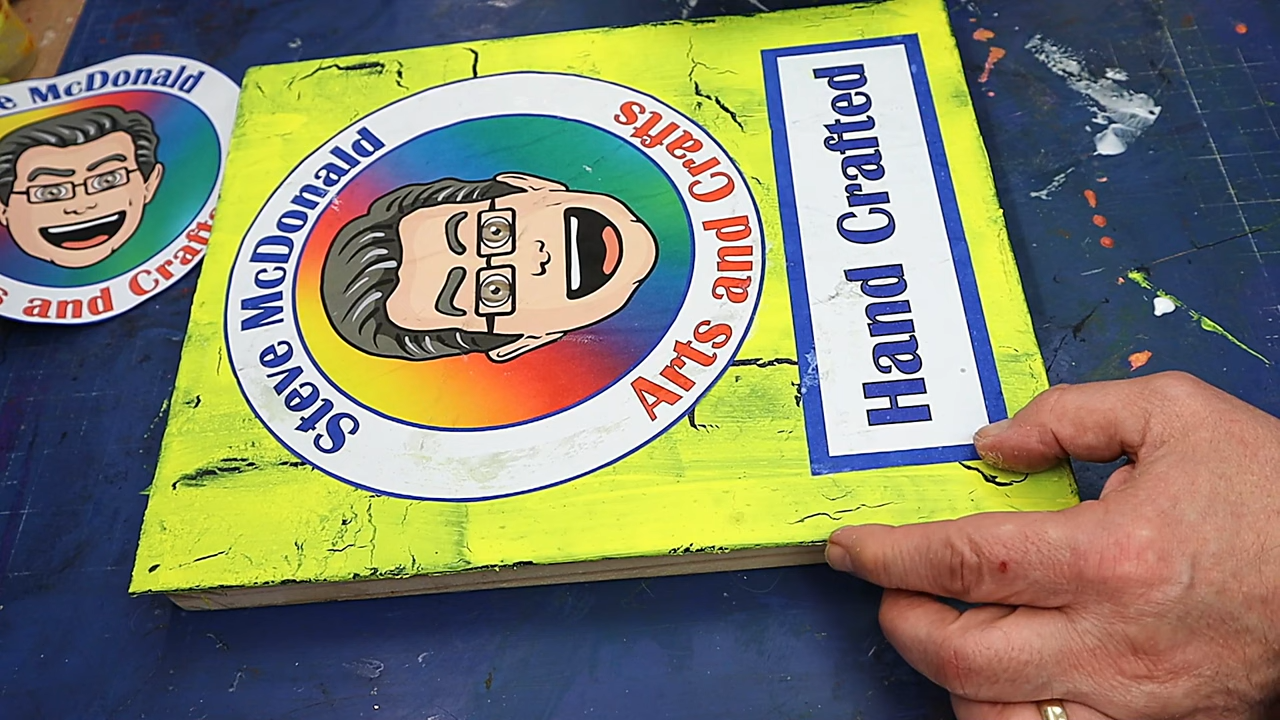 Steve McDonald
Arts and Crafts
Hand Crafted
McDonald
and Crafts